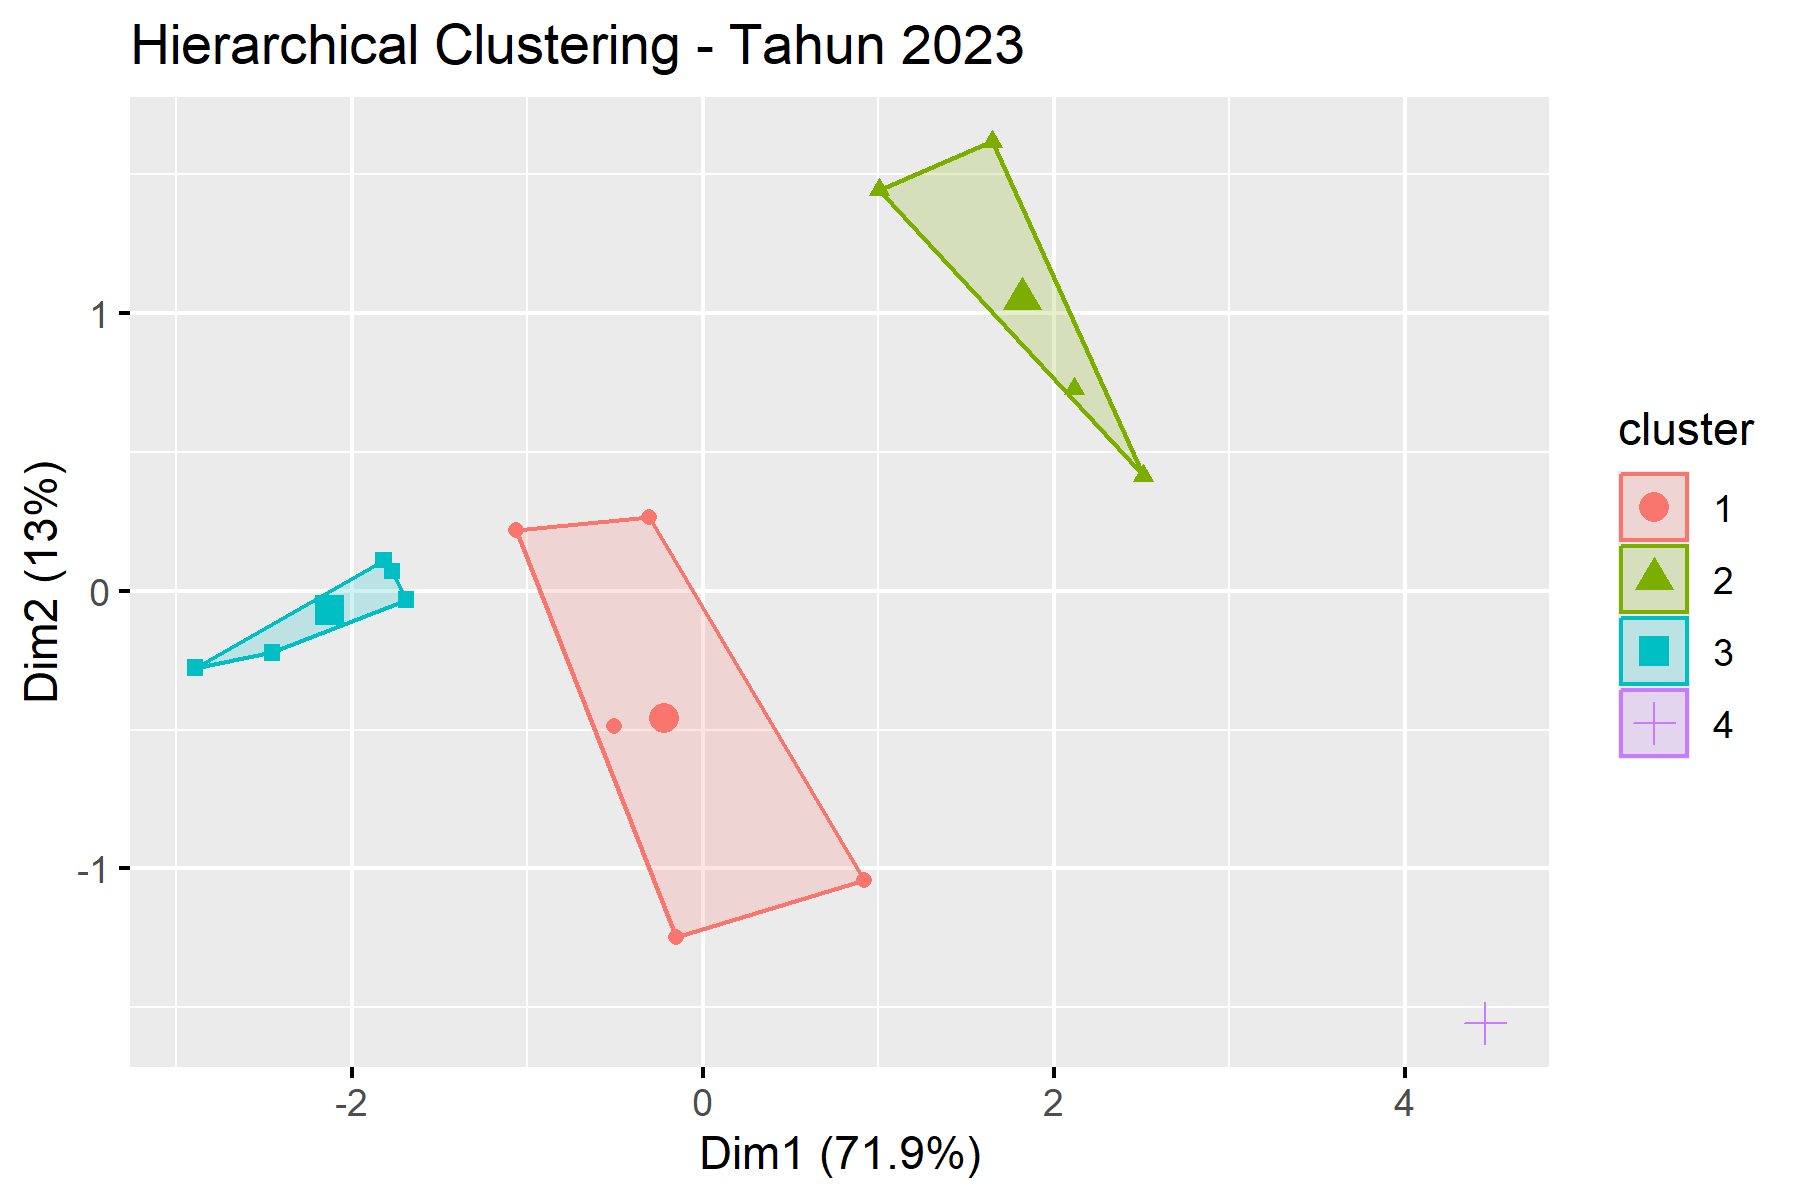 Hierarchical Clustering - Tahun 2023
Dim2 (13%)
1
0
-1
-2
0
2
4
Dim1 (71.9%)
cluster
1
2
3
4